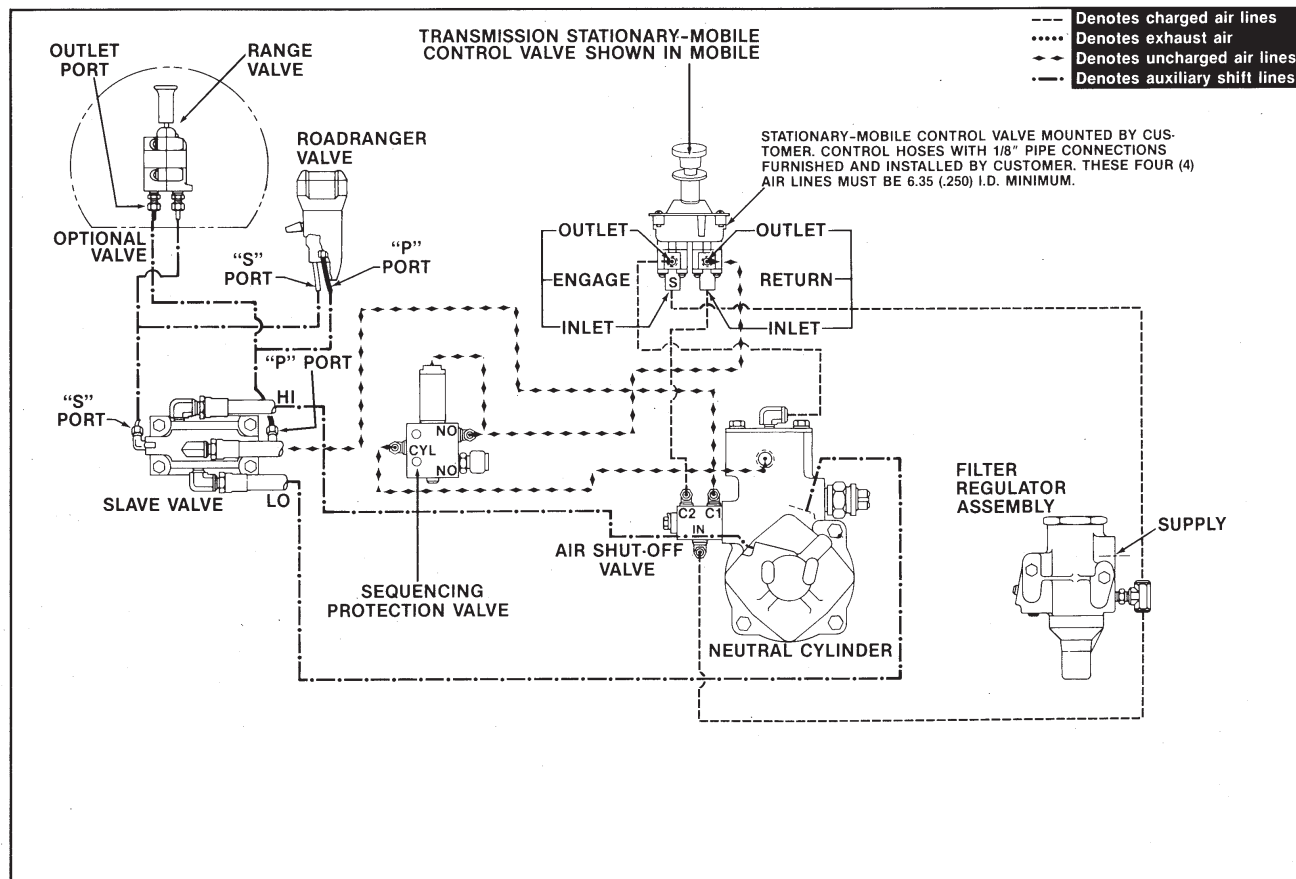 OUTLET
PORT
RANGE
VALVE
OPTIONAL
VALVE
ROADRANGER
VALVE
"S"
PORT
"P"
PORT
TRANSMISSION STATIONARY-MOBILE
CONTROL VALVE SHOWN IN MOBILE
Denotes charged air lines
Denotes exhaust air
Denotes uncharged air lines
Denotes auxiliary shift lines
STATIONARY-MOBILE CONTROL VALVE MOUNTED BY CUS-
TOMER. CONTROL HOSES WITH 1/8" PIPE CONNECTIONS
FURNISHED AND INSTALLED BY CUSTOMER. THESE FOUR (4)
AIR LINES MUST BE 6.35 (.250) I.D. MINIMUM.
OUTLET
OUTLET
ENGAGE
S
RETURN
INLET
INLET
"P" PORT
"S"
PORT
HI
LO
SLAVE VALVE
NO
CYL
NO
SEQUENCING
PROTECTION VALVE
C2 C1
IN
AIR SHUT-OFF
VALVE
NEUTRAL CYLINDER
FILTER
REGULATOR
ASSEMBLY
SUPPLY